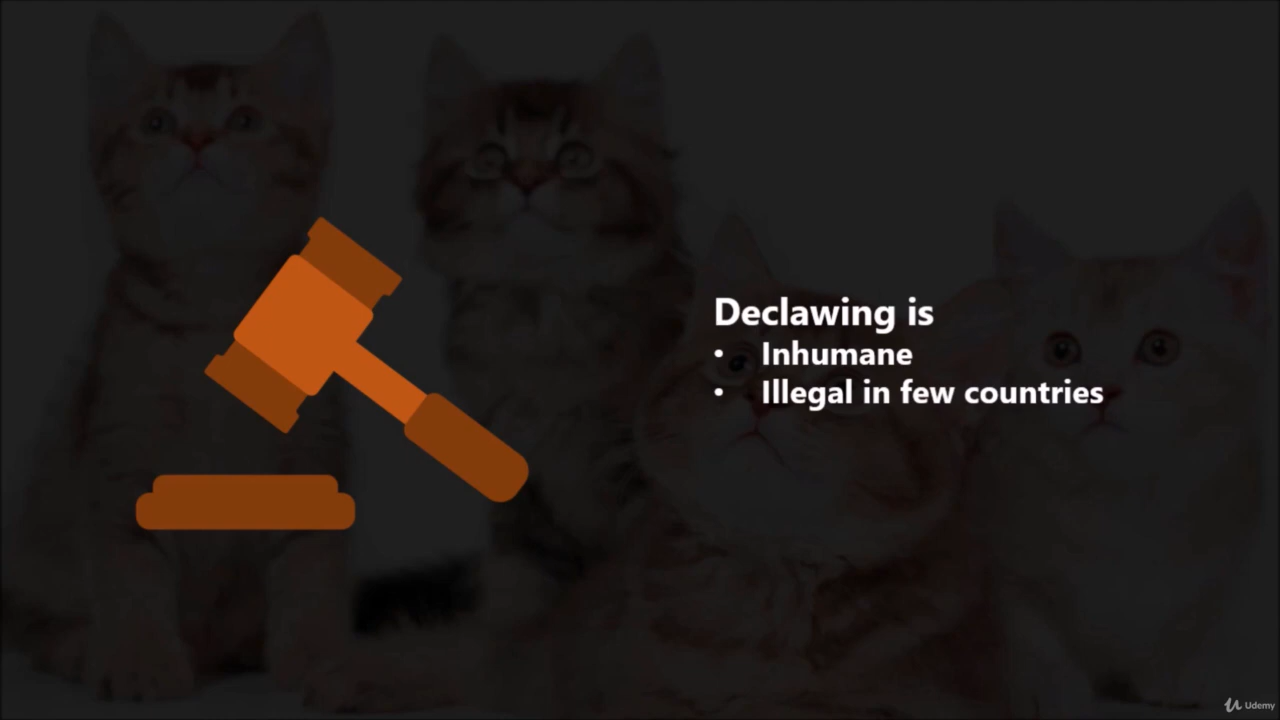 Declawing is
• Inhumane
• Illegal in few countries
Udemy